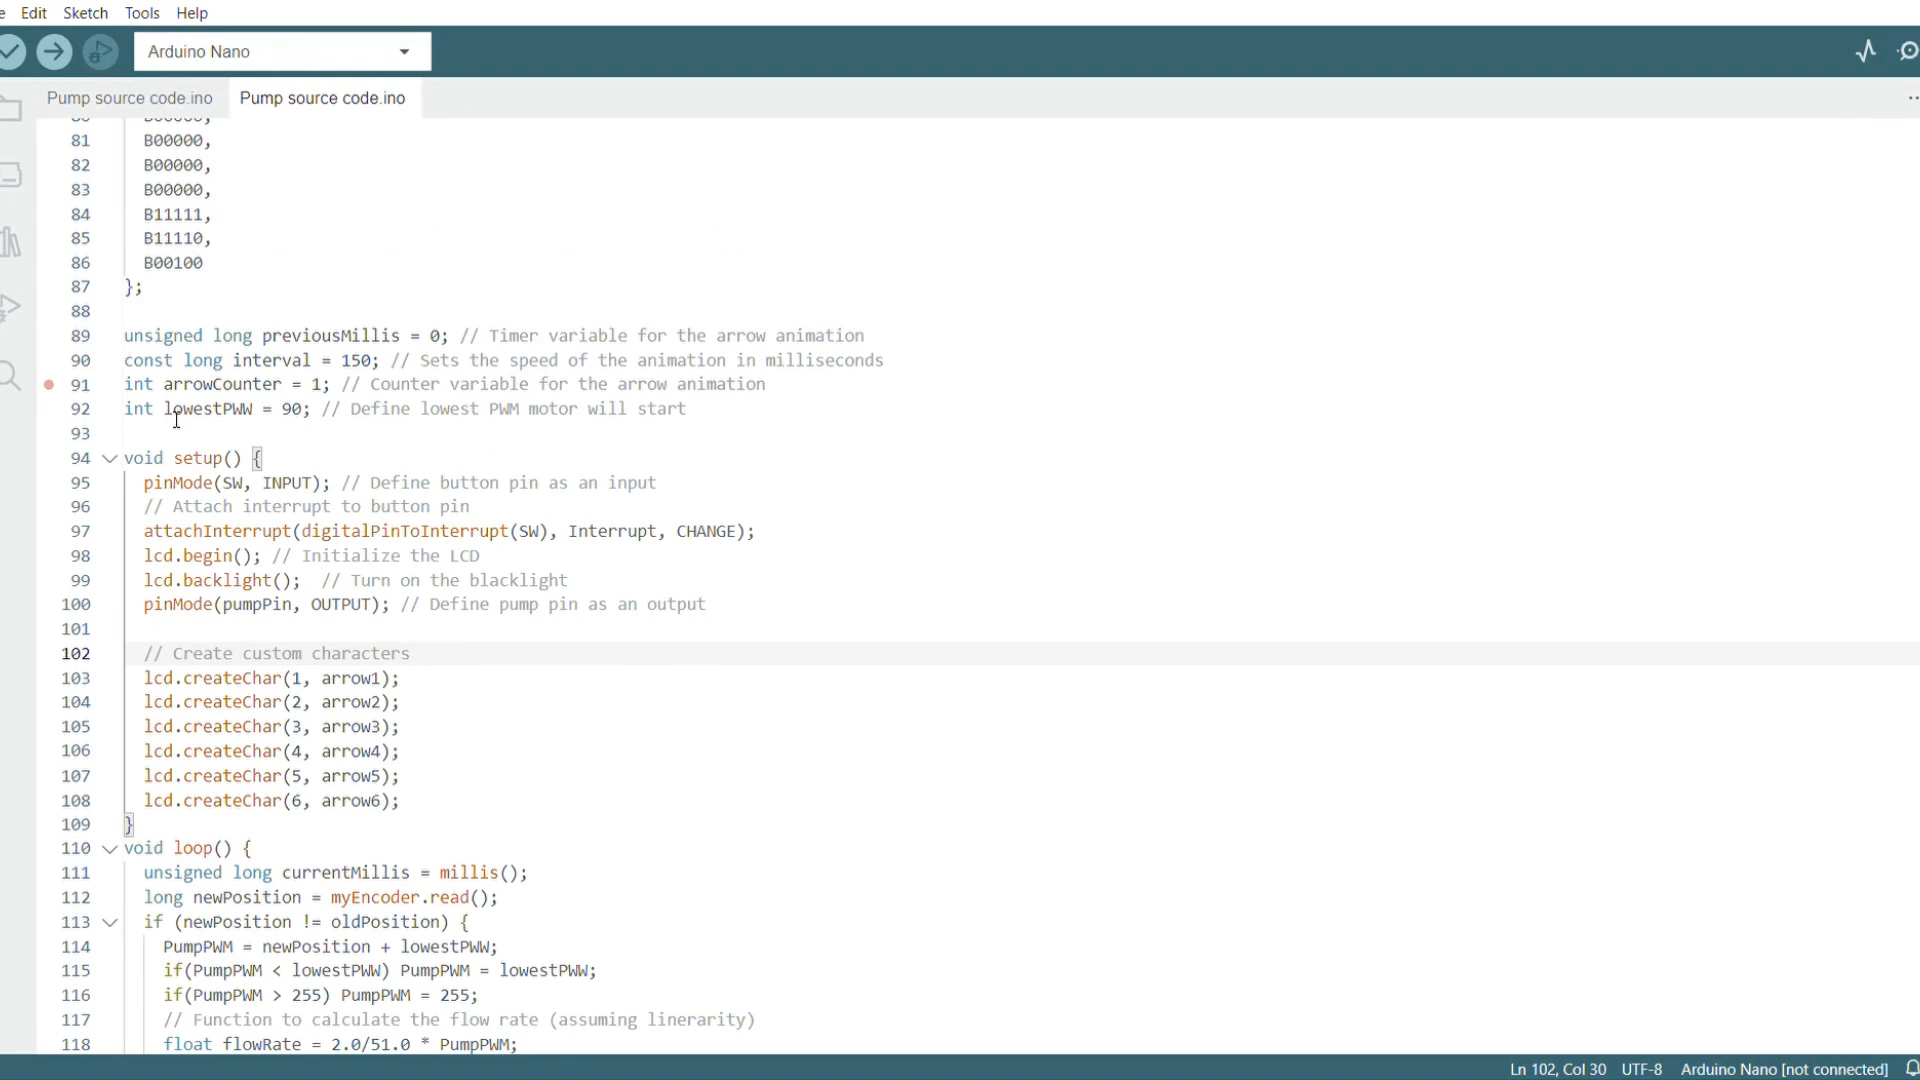 e Edit Sketch Tools Help
Arduino Nano
Pump source code.ino Pump source code.ino
81 B00000,
82 B00000,
83 B00000,
84 B11111,
85 B11110,
86 B00100
87 };
88
89 unsigned long previousMillis = 0; // Timer variable for the arrow animation
90 const long interval = 150; // Sets the speed of the animation in milliseconds
91 int arrowCounter = 1; // Counter variable for the arrow animation
92 int lowestPWW = 90; // Define lowest PWM motor will start
93
94 void setup() {
95 pinMode(SW, INPUT); // Define button pin as an input
96 // Attach interrupt to button pin
97 attachInterrupt(digitalPinToInterrupt(SW), Interrupt, CHANGE);
98 lcd.begin(); // Initialize the LCD
99 lcd.backlight(); // Turn on the blacklight
100 pinMode(pumpPin, OUTPUT); // Define pump pin as an output
101
102 // Create custom characters
103 lcd.createChar(1, arrow1);
104 lcd.createChar(2, arrow2);
105 lcd.createChar(3, arrow3);
106 lcd.createChar(4, arrow4);
107 lcd.createChar(5, arrow5);
108 lcd.createChar(6, arrow6);
109 }
110 void loop() {
111 unsigned long currentMillis = millis();
112 long newPosition = myEncoder.read();
113 if (newPosition != oldPosition) {
114 PumpPWM = newPosition + lowestPWW;
115 if(PumpPWM < lowestPWW) PumpPWM = lowestPWW;
116 if(PumpPWM > 255) PumpPWM = 255;
117 // Function to calculate the flow rate (assuming linerarity)
118 float flowRate = 2.0/51.0 * PumpPWM;
Ln 102, Col 30 UTF-8 Arduino Nano [not connected]